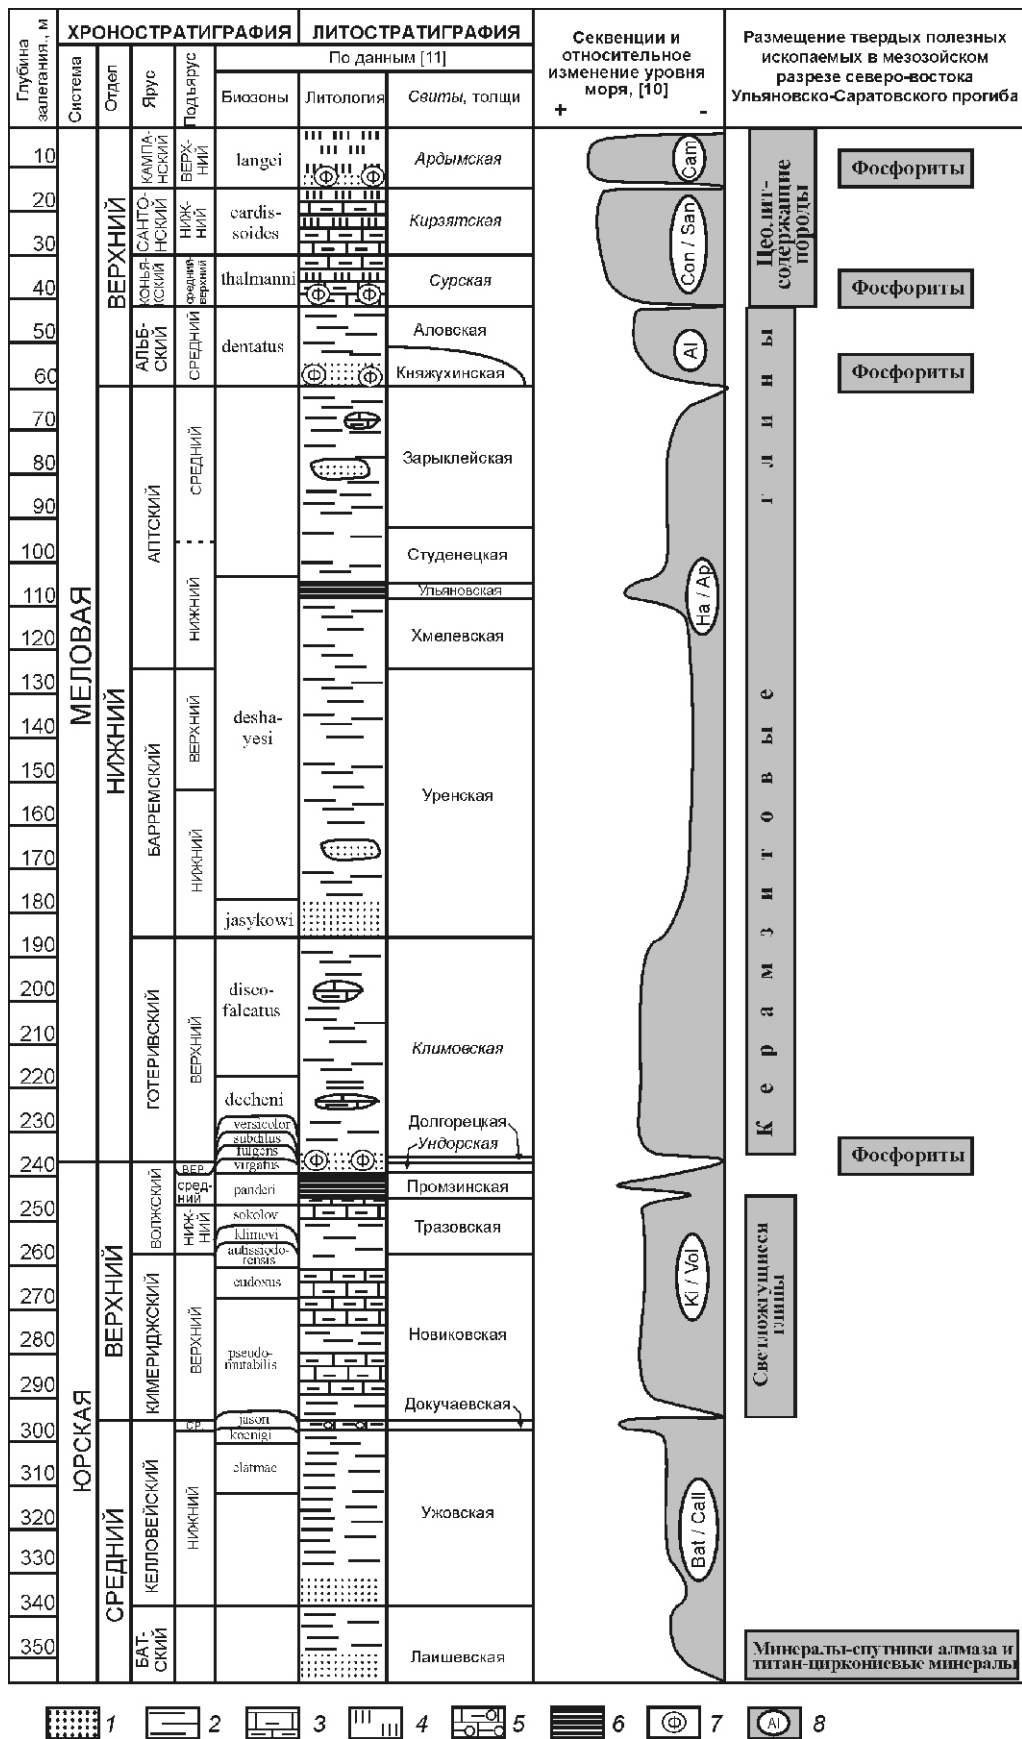 Глубина
залегания., м
ХРОНОСТРАТИГРАФИЯ
ЛИТОСТРАТИГРАФИЯ
Система
Отдел
Ярус
Подъярус
По данным [11]
Биозоны
Литология
Свиты, толщи
Секвенции и
относительное
изменение уровня
моря, [10]
+
-
Размещение твердых полезных
ископаемых в мезозойском
разрезе северо-востока
Ульяновско-Саратовского прогиба
10
20
30
40
50
60
70
80
90
100
110
120
130
140
150
160
170
180
190
200
210
220
230
240
250
260
270
280
290
300
310
320
330
340
350
МЕЛОВАЯ
ЮРСКАЯ
ВЕРХНИЙ
НИЖНИЙ
ВЕРХНИЙ
СРЕДНИЙ
КАМПА-
НСКИЙ
САНТО-
НСКИЙ
КОНЬЯ-
КСКИЙ
АЛЬБ-
СКИЙ
АПТСКИЙ
БАРРЕМСКИЙ
ГОТЕРИВСКИЙ
ВОЛЖСКИЙ
КИМЕРИДЖСКИЙ
КЕЛЛОВЕЙСКИЙ
БАТ-
СКИЙ
ВЕРХ-
НИЙ
НИЖ-
НИЙ
средний-
верхний
СРЕДНИЙ
СРЕДНИЙ
НИЖНИЙ
ВЕРХНИЙ
НИЖНИЙ
ВЕРХНИЙ
ВЕР.
СРЕД-
НИЙ
НИЖ-
НИЙ
ВЕРХНИЙ
СР.
НИЖНИЙ
langei
cardis-
soides
thalmanni
dentatus
desha-
yesi
jasykowi
disco-
falcatus
decheni
versicolor
subditus
fulgens
virgatus
panderi
sokolov
klimovi
autissiodo-
rensis
eudoxus
pseudo-
mutabilis
jason
koenigi
elatmae
Ф Ф
Ф Ф
Ф Ф
Ф Ф
Ардымская
Кирзятская
Сурская
Аловская
Княжухинская
Зарыклейская
Студенецкая
Ульяновская
Хмелевская
Уренская
Климовская
Долгорецкая
Ундорская
Промзинская
Тразовская
Новиковская
Докучаевская
Ужовская
Лаишевская
Cam
Con / San
Al
Ha / Ap
Ki / Vol
Bat / Call
Цеолит-
содержащие
породы
Керамзитовые глины
Светложгущиеся
глины
Фосфориты
Фосфориты
Фосфориты
Фосфориты
Минералы-спутники алмаза и
титан-циркониевые минералы
1 2 3 4 5 6 Ф 7 Al 8